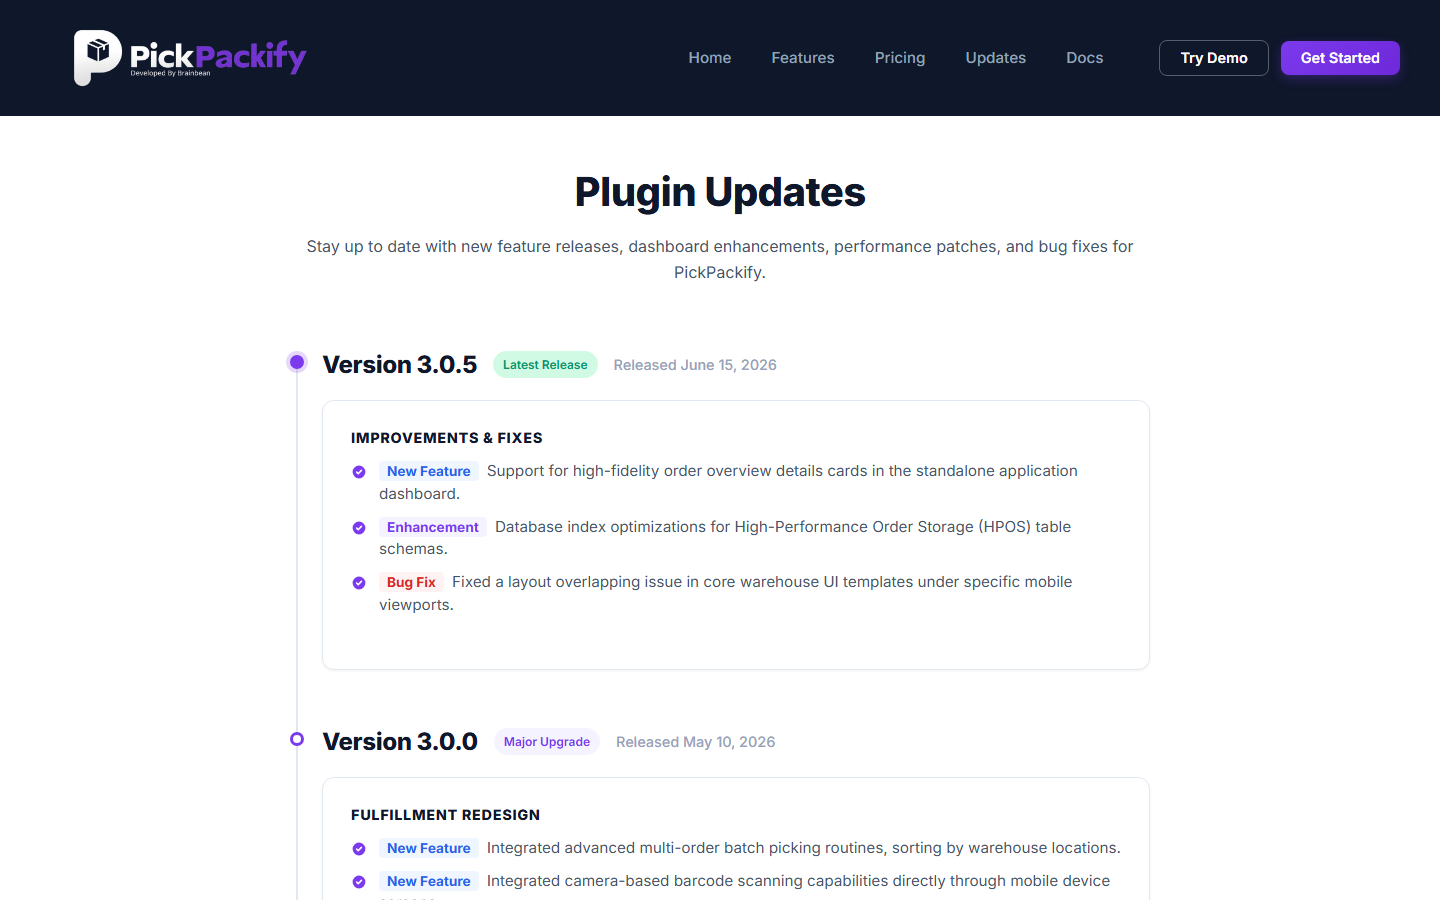 PickPackify
Developed By Brainbean
Home
Features
Pricing
Updates
Docs
Try Demo
Get Started
Plugin Updates
Stay up to date with new feature releases, dashboard enhancements, performance patches, and bug fixes for
PickPackify.
Version 3.0.5
Latest Release
Released June 15, 2026
IMPROVEMENTS & FIXES
New Feature Support for high-fidelity order overview details cards in the standalone application
dashboard.
Enhancement Database index optimizations for High-Performance Order Storage (HPOS) table
schemas.
Bug Fix Fixed a layout overlapping issue in core warehouse UI templates under specific mobile
viewports.
Version 3.0.0
Major Upgrade
Released May 10, 2026
FULFILLMENT REDESIGN
New Feature Integrated advanced multi-order batch picking routines, sorting by warehouse locations.
New Feature Integrated camera-based barcode scanning capabilities directly through mobile device